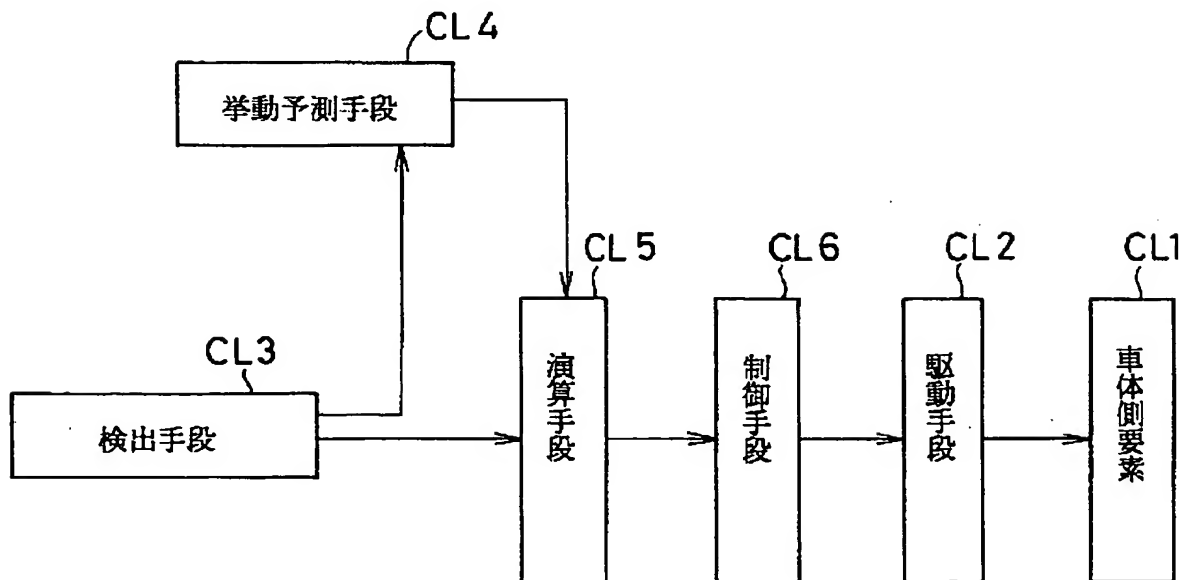 CL4
挙動予測手段
CL5
CL6
CL2
CL1
CL3
検出手段
演算手段
制御手段
駆動手段
車体側要素